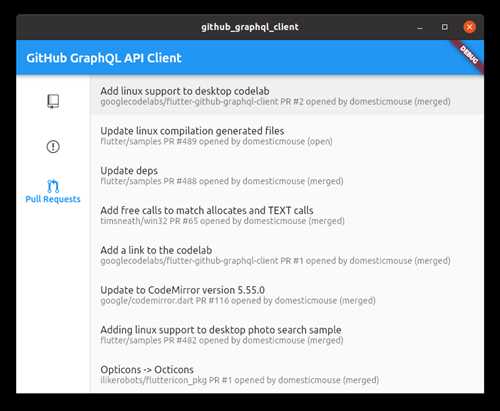 github_graphql_client
GitHub GraphQL API Client
DEBUG
Add linux support to desktop codelab
googlecodelabs/flutter-github-graphql-client PR #2 opened by domesticmouse (merged)
Update linux compilation generated files
flutter/samples PR #489 opened by domesticmouse (open)
Update deps
flutter/samples PR #488 opened by domesticmouse (merged)
Pull Requests
Add free calls to match allocates and TEXT calls
timsneath/win32 PR #65 opened by domesticmouse (merged)
Add a link to the codelab
googlecodelabs/flutter-github-graphql-client PR #1 opened by domesticmouse (merged)
Update to CodeMirror version 5.55.0
google/codemirror.dart PR #116 opened by domesticmouse (merged)
Adding linux support to desktop photo search sample
flutter/samples PR #482 opened by domesticmouse (merged)
Opticons -> Octicons
ilikerobots/fluttericon_pkg PR #1 opened by domesticmouse (merged)